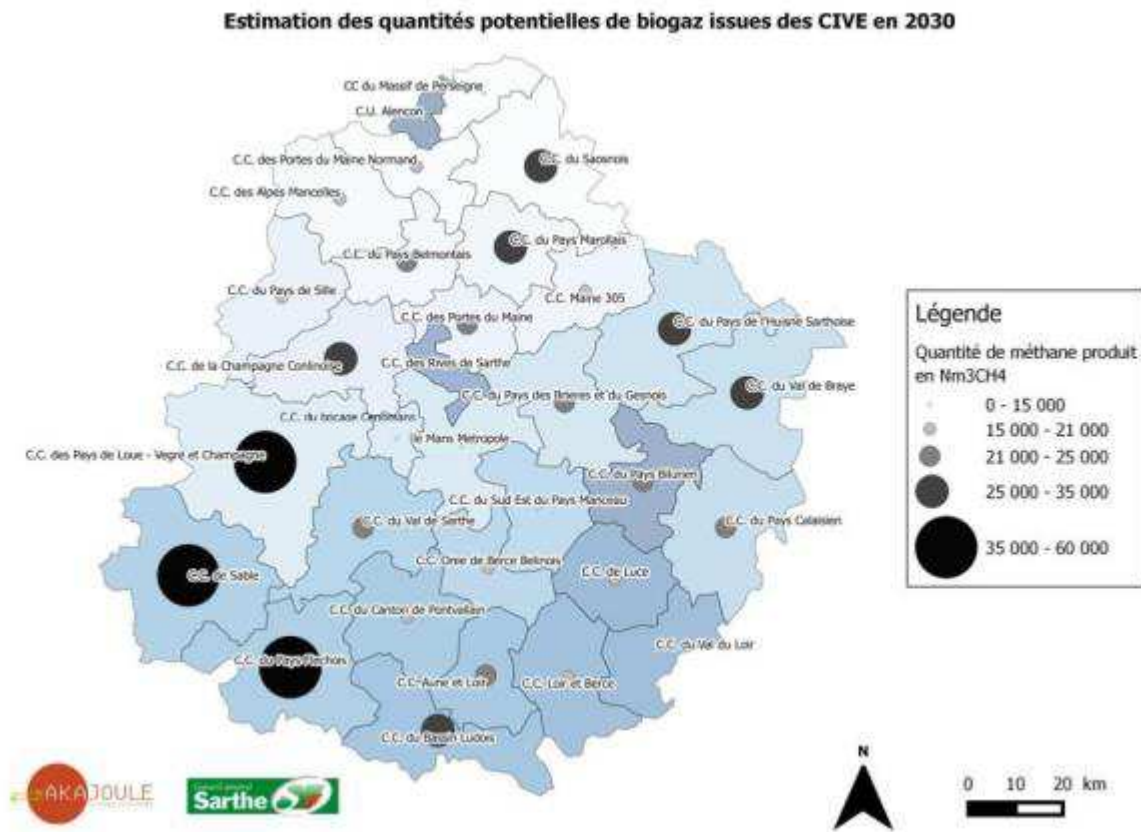 Estimation des quantités potentielles de biogaz issues des CIVE en 2030
CC du Massif de Perseigne
C.U. Alencon
C.C. des Portes du Maine Normand
C.C. du Saosnois
C.C. des Alpes Mancelles
C.C. du Pays Marollais
C.C. du Pays Belmontais
C.C. du Pays de Sille
C.C. Maine 305
C.C. des Portes du Maine
C.C. du Pays de l'Huisne Sarthoise
C.C. des Rives de Sarthe
C.C. de la Champagne Conlinoise
C.C. du Val de Braye
C.C. du Pays des Brieres et du Gesnois
C.C. du bocage Cenomans
le Mans Metropole
C.C. des Pays de Loue - Vegre et Champagne
C.C. du Pays Bilurien
C.C. du Sud Est du Pays Manceau
C.C. du Val de Sarthe
C.C. du Pays Calaisien
C.C. Oree de Berce Belinois
C.C. de Sable
C.C. de Luce
C.C. du Canton de Pontvallain
C.C. du Val du Loir
C.C. du Pays Flechois
C.C. Aune et Loir
C.C. Loir et Berce
C.C. du Bassin Ludois
Légende
Quantité de méthane produit
en Nm3CH4
0 - 15 000
15 000 - 21 000
21 000 - 25 000
25 000 - 35 000
35 000 - 60 000
AKAJOULE
Sarthe
N
0 10 20 km